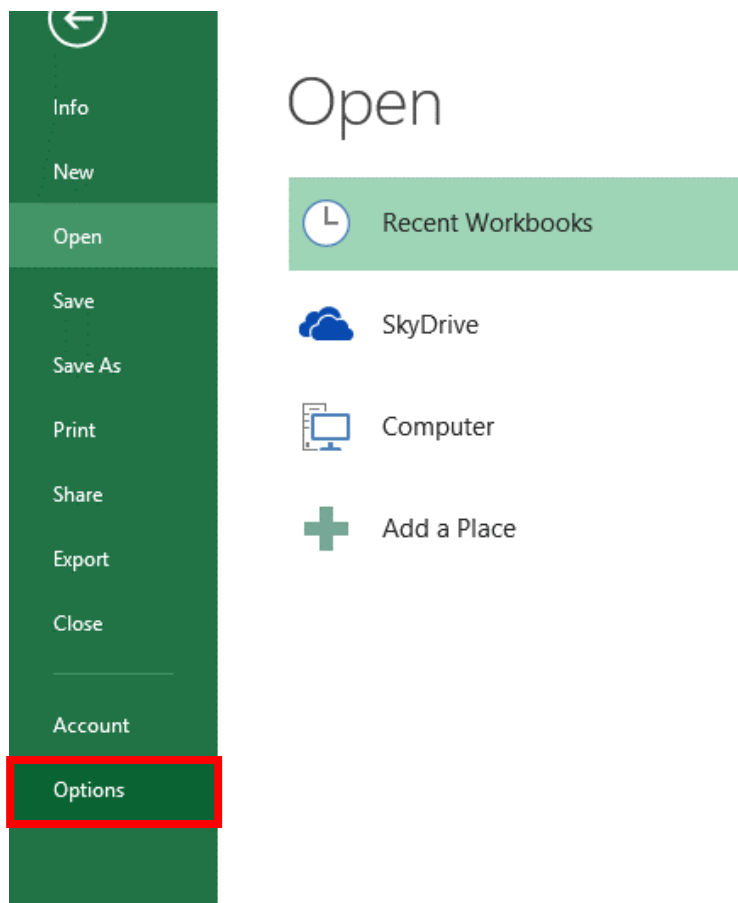 Info
New
Open
Save
Save As
Print
Share
Export
Close
Account
Options
Open
Recent Workbooks
SkyDrive
Computer
Add a Place